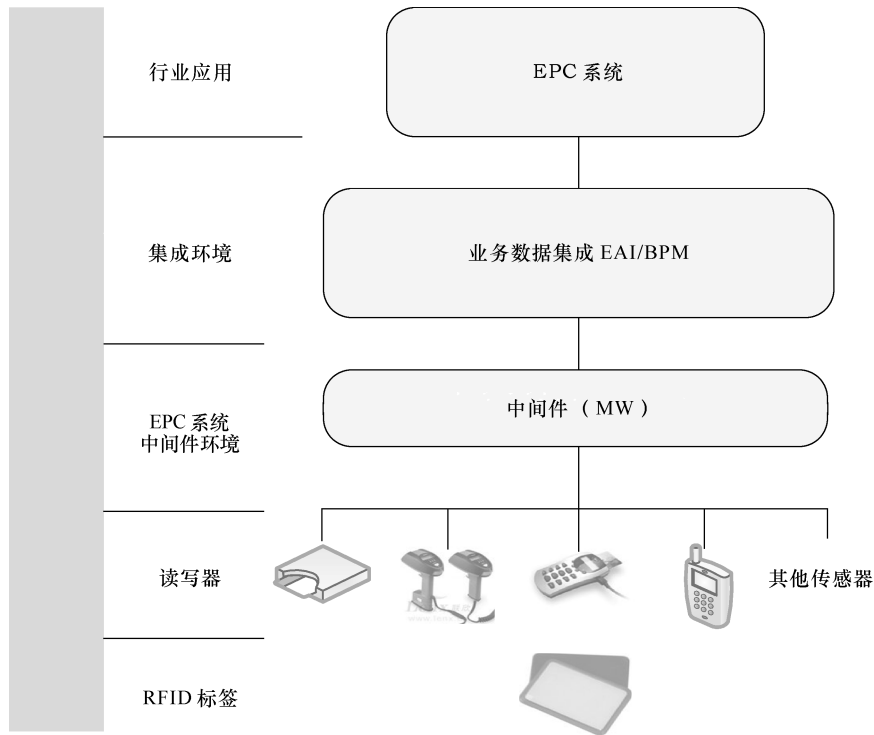 行业应用
EPC 系统
集成环境
业务数据集成 EAI/BPM
EPC 系统
中间件环境
中间件 （MW）
读写器
其他传感器
RFID 标签